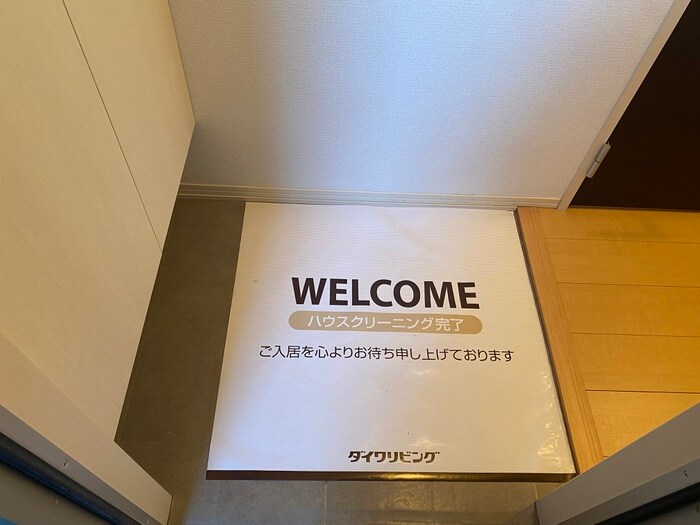 WELCOME
ハウスクリーニング完了
ご入居を心よりお待ち申し上げております
ダイワリビング